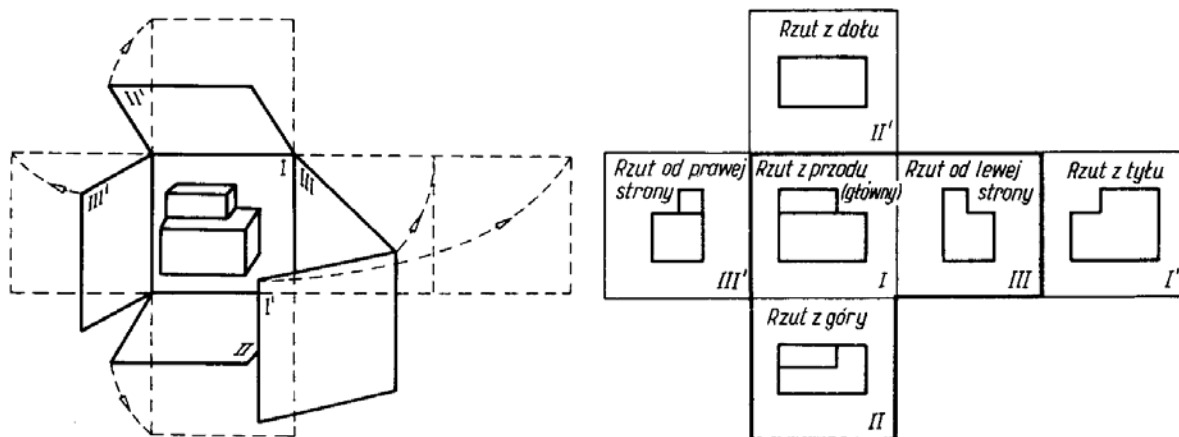 II'
I
III
III'
I'
II
Rzut z dołu
II'
Rzut od prawej
strony
III'
Rzut z przodu
(główny)
I
Rzut od lewej
strony
III
Rzut z tyłu
I'
Rzut z góry
II